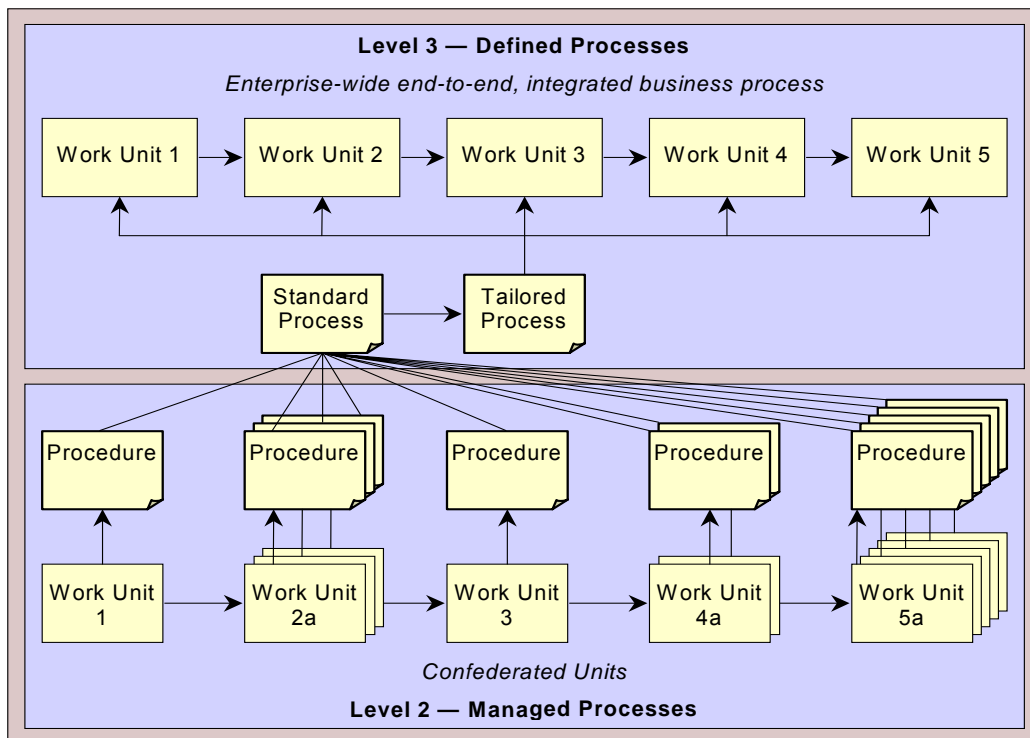 Level 3 — Defined Processes
Enterprise-wide end-to-end, integrated business process
Work Unit 1
Work Unit 2
Work Unit 3
Work Unit 4
Work Unit 5
Standard
Process
Tailored
Process
Procedure
Procedure
Procedure
Procedure
Procedure
Work Unit
1
Work Unit
2a
Work Unit
3
Work Unit
4a
Work Unit
5a
Confederated Units
Level 2 — Managed Processes